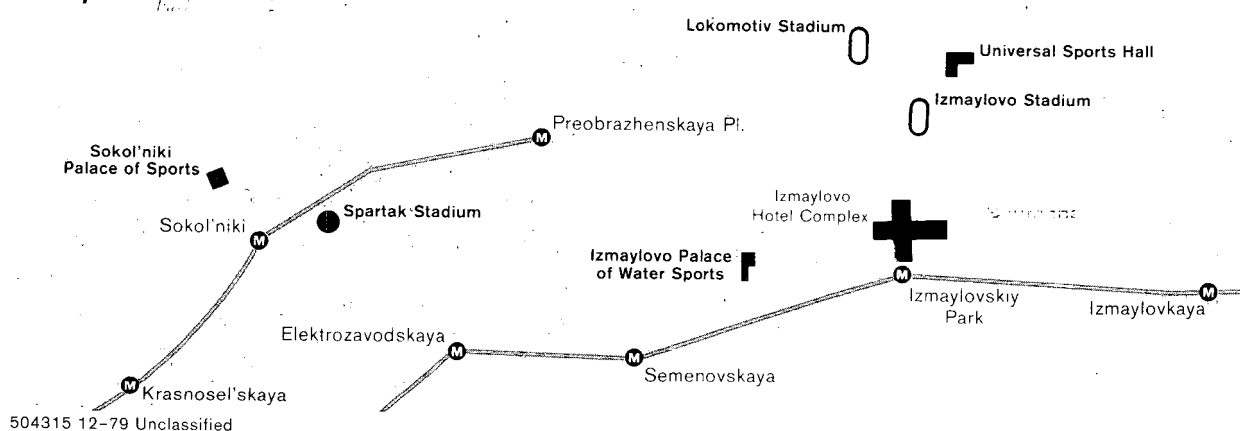 Lokomotiv Stadium
Universal Sports Hall
Izmaylovo Stadium
Preobrazhenskaya Pl.
Sokol'niki
Palace of Sports
Izmaylovo
Hotel Complex
Spartak Stadium
Sokol'niki
Izmaylovo Palace
of Water Sports
Izmaylovskiy
Park
Izmaylovkaya
Elektrozavodskaya
Semenovskaya
Krasnosel'skaya
M
M
M
M
M
M
M
504315 12-79 Unclassified